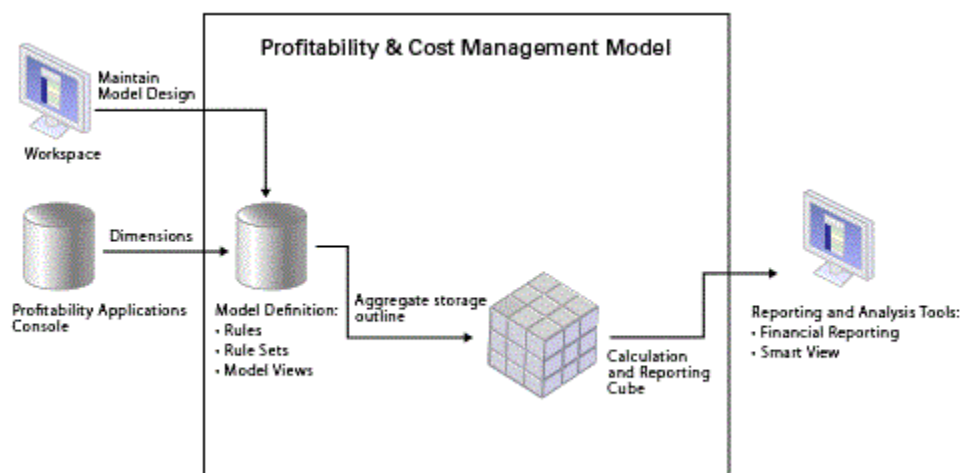 Profitability & Cost Management Model
Maintain
Model Design
Workspace
Dimensions
Profitability Applications
Console
Model Definition:
• Rules
• Rule Sets
• Model Views
Aggregate storage
outline
Calculation
and Reporting
Cube
Reporting and Analysis Tools:
• Financial Reporting
• Smart View